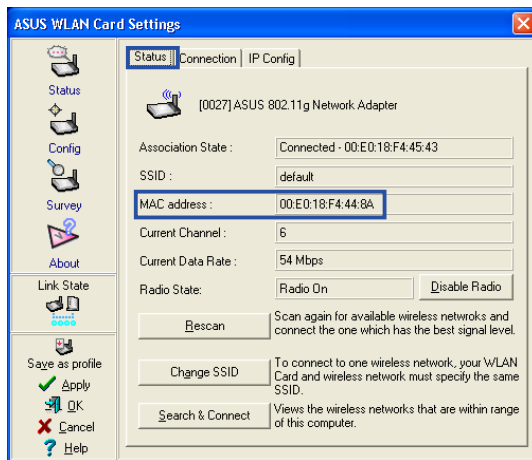 ASUS WLAN Card Settings
Status
Config
Survey
About
Link State
Save as profile
Apply
OK
Cancel
Help
Status
Connection
IP Config
[0027] ASUS 802.11g Network Adapter
Association State : Connected - 00:E0:18:F4:45:43
SSID : default
MAC address : 00:E0:18:F4:44:8A
Current Channel : 6
Current Data Rate : 54 Mbps
Radio State: Radio On Disable Radio
Rescan
Scan again for available wireless netwroks and
connect the one which has the best signal level.
Change SSID
To connect to one wireless network, your WLAN
Card and wireless network must specify the same
SSID.
Search & Connect
Views the wireless networks that are within range
of this computer.